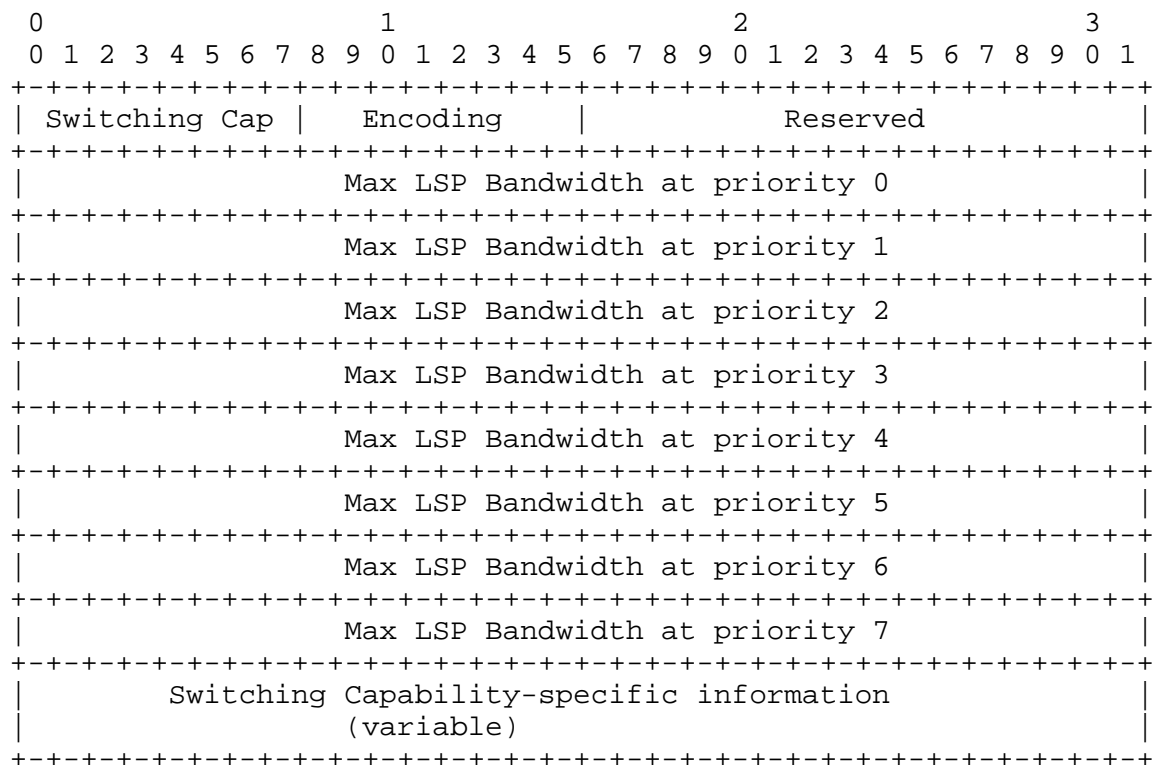 0                   1                   2                   3
 0 1 2 3 4 5 6 7 8 9 0 1 2 3 4 5 6 7 8 9 0 1 2 3 4 5 6 7 8 9 0 1
+-+-+-+-+-+-+-+-+-+-+-+-+-+-+-+-+-+-+-+-+-+-+-+-+-+-+-+-+-+-+-+-+
| Switching Cap |   Encoding    |           Reserved            |
+-+-+-+-+-+-+-+-+-+-+-+-+-+-+-+-+-+-+-+-+-+-+-+-+-+-+-+-+-+-+-+-+
|                  Max LSP Bandwidth at priority 0              |
+-+-+-+-+-+-+-+-+-+-+-+-+-+-+-+-+-+-+-+-+-+-+-+-+-+-+-+-+-+-+-+-+
|                  Max LSP Bandwidth at priority 1              |
+-+-+-+-+-+-+-+-+-+-+-+-+-+-+-+-+-+-+-+-+-+-+-+-+-+-+-+-+-+-+-+-+
|                  Max LSP Bandwidth at priority 2              |
+-+-+-+-+-+-+-+-+-+-+-+-+-+-+-+-+-+-+-+-+-+-+-+-+-+-+-+-+-+-+-+-+
|                  Max LSP Bandwidth at priority 3              |
+-+-+-+-+-+-+-+-+-+-+-+-+-+-+-+-+-+-+-+-+-+-+-+-+-+-+-+-+-+-+-+-+
|                  Max LSP Bandwidth at priority 4              |
+-+-+-+-+-+-+-+-+-+-+-+-+-+-+-+-+-+-+-+-+-+-+-+-+-+-+-+-+-+-+-+-+
|                  Max LSP Bandwidth at priority 5              |
+-+-+-+-+-+-+-+-+-+-+-+-+-+-+-+-+-+-+-+-+-+-+-+-+-+-+-+-+-+-+-+-+
|                  Max LSP Bandwidth at priority 6              |
+-+-+-+-+-+-+-+-+-+-+-+-+-+-+-+-+-+-+-+-+-+-+-+-+-+-+-+-+-+-+-+-+
|                  Max LSP Bandwidth at priority 7              |
+-+-+-+-+-+-+-+-+-+-+-+-+-+-+-+-+-+-+-+-+-+-+-+-+-+-+-+-+-+-+-+-+
|        Switching Capability-specific information              |
|                  (variable)                                   |
+-+-+-+-+-+-+-+-+-+-+-+-+-+-+-+-+-+-+-+-+-+-+-+-+-+-+-+-+-+-+-+-+